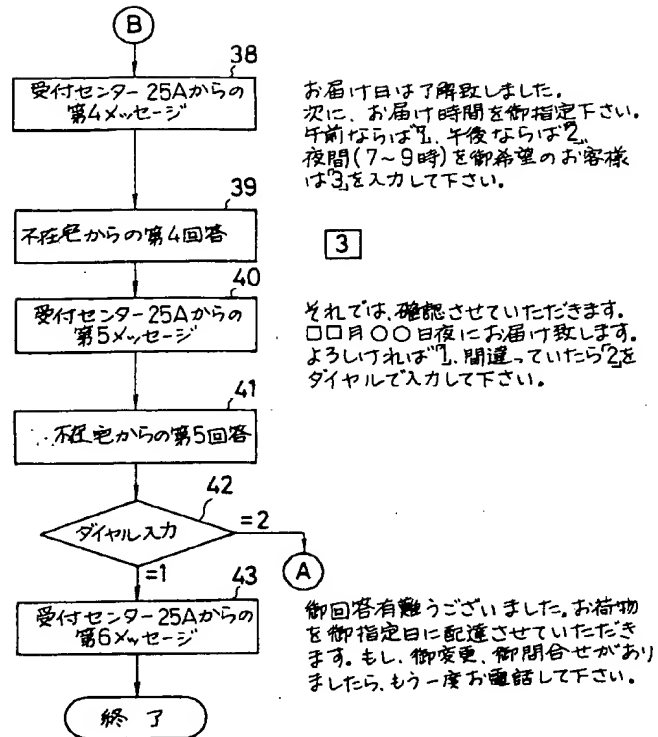 B
38
受付センター25Aからの
第4メッセージ
お届け日は了解致しました。
次に、お届け時間を御指定下さい。
午前ならば「1」、午後ならば「2」、
夜間(7~9時)を御希望のお客様
は「3」を入力して下さい。
39
不在宅からの第4回答
3
40
受付センター25Aからの
第5メッセージ
それでは、確認させていただきます。
□□月○○日夜にお届け致します。
よろしければ「1」、間違っていたら「2」を
ダイヤルで入力して下さい。
41
不在宅からの第5回答
42
ダイヤル入力
=2
A
=1
43
受付センター25Aからの
第6メッセージ
御回答有難うございました。お荷物
を御指定日に配達させていただき
ます。もし、御変更、御問合せがあり
ましたら、もう一度お電話して下さい。
終了